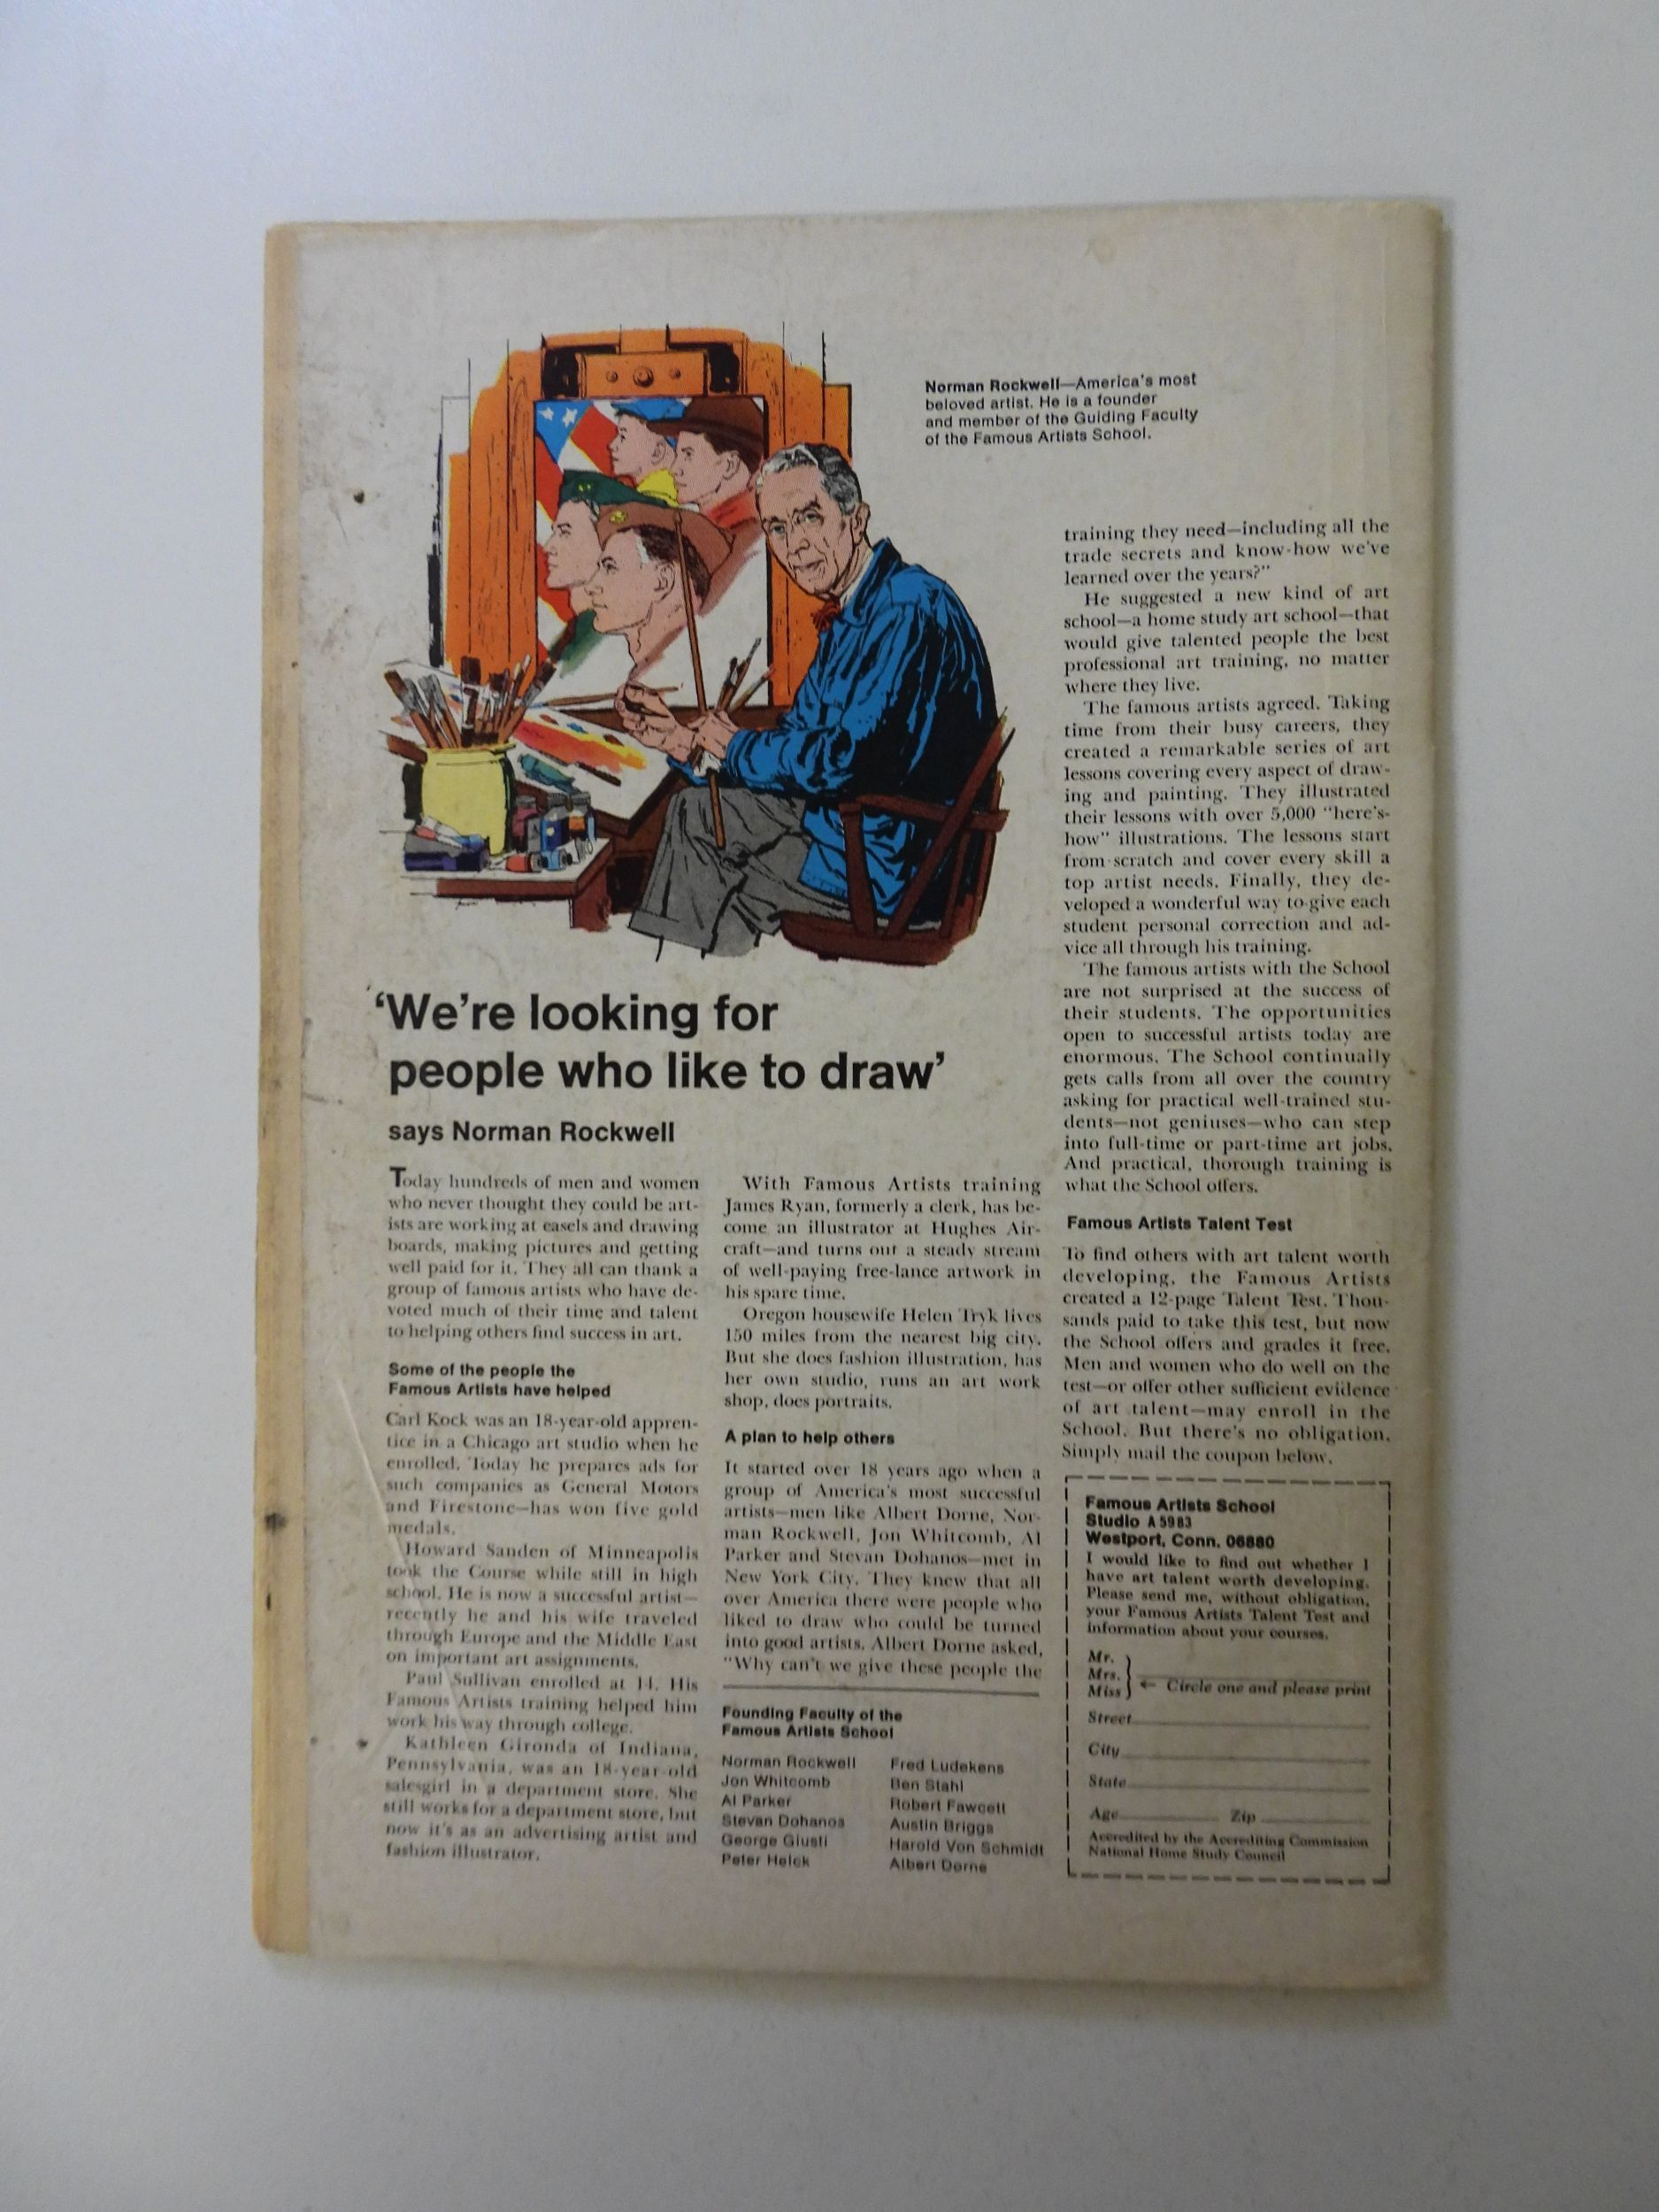 Norman Rockwell—America's most
beloved artist. He is a founder
and member of the Guiding Faculty
of the Famous Artists School.
'We're looking for
people who like to draw'
says Norman Rockwell
Today hundreds of men and women
who never thought they could be art-
ists are working at easels and drawing
boards, making pictures and getting
well paid for it. They all can thank a
group of famous artists who have de-
voted much of their time and talent
to helping others find success in art.
Some of the people the
Famous Artists have helped
Carl Kock was an 18-year-old appren-
tice in a Chicago art studio when he
enrolled. Today he prepares ads for
such companies as General Motors
and Firestone—has won five gold
medals.
Howard Sanden of Minneapolis
took the Course while still in high
school. He is now a successful artist—
recently he and his wife traveled
through Europe and the Middle East
on important art assignments.
Paul Sullivan enrolled at 14. His
Famous Artists training helped him
work his way through college.
Kathleen Gironda of Indiana,
Pennsylvania, was an 18-year-old
salesgirl in a department store. She
still works for a department store, but
now it's as an advertising artist and
fashion illustrator.
With Famous Artists training
James Ryan, formerly a clerk, has be-
come an illustrator at Hughes Air-
craft—and turns out a steady stream
of well-paying free-lance artwork in
his spare time.
Oregon housewife Helen Tryk lives
150 miles from the nearest big city.
But she does fashion illustration, has
her own studio, runs an art work
shop, does portraits.
A plan to help others
It started over 18 years ago when a
group of America's most successful
artists—men like Albert Dorne, Nor-
man Rockwell, Jon Whitcomb, Al
Parker and Stevan Dohanos—met in
New York City. They knew that all
over America there were people who
liked to draw who could be turned
into good artists. Albert Dorne asked,
"Why can't we give these people the
training they need—including all the
trade secrets and know-how we've
learned over the years?"
He suggested a new kind of art
school—a home study art school—that
would give talented people the best
professional art training, no matter
where they live.
The famous artists agreed. Taking
time from their busy careers, they
created a remarkable series of art
lessons covering every aspect of draw-
ing and painting. They illustrated
their lessons with over 5,000 "here's-
how" illustrations. The lessons start
from scratch and cover every skill a
top artist needs. Finally, they de-
veloped a wonderful way to give each
student personal correction and ad-
vice all through his training.
The famous artists with the School
are not surprised at the success of
their students. The opportunities
open to successful artists today are
enormous. The School continually
gets calls from all over the country
asking for practical well-trained stu-
dents—not geniuses—who can step
into full-time or part-time art jobs.
And practical, thorough training is
what the School offers.
Famous Artists Talent Test
To find others with art talent worth
developing, the Famous Artists
created a 12-page Talent Test. Thou-
sands paid to take this test, but now
the School offers and grades it free.
Men and women who do well on the
test—or offer other sufficient evidence
of art talent—may enroll in the
School. But there's no obligation.
Simply mail the coupon below.
Founding Faculty of the
Famous Artists School
Norman Rockwell
Jon Whitcomb
Al Parker
Stevan Dohanos
George Giusti
Peter Helck
Fred Ludekens
Ben Stahl
Robert Fawcett
Austin Briggs
Harold Von Schmidt
Albert Dorne
Famous Artists School
Studio A5983
Westport, Conn. 06880
I would like to find out whether I
have art talent worth developing.
Please send me, without obligation,
your Famous Artists Talent Test and
information about your courses.
Mr.
Mrs.
Miss
← Circle one and please print
Street
City
State
Age Zip
Accredited by the Accrediting Commission
National Home Study Council